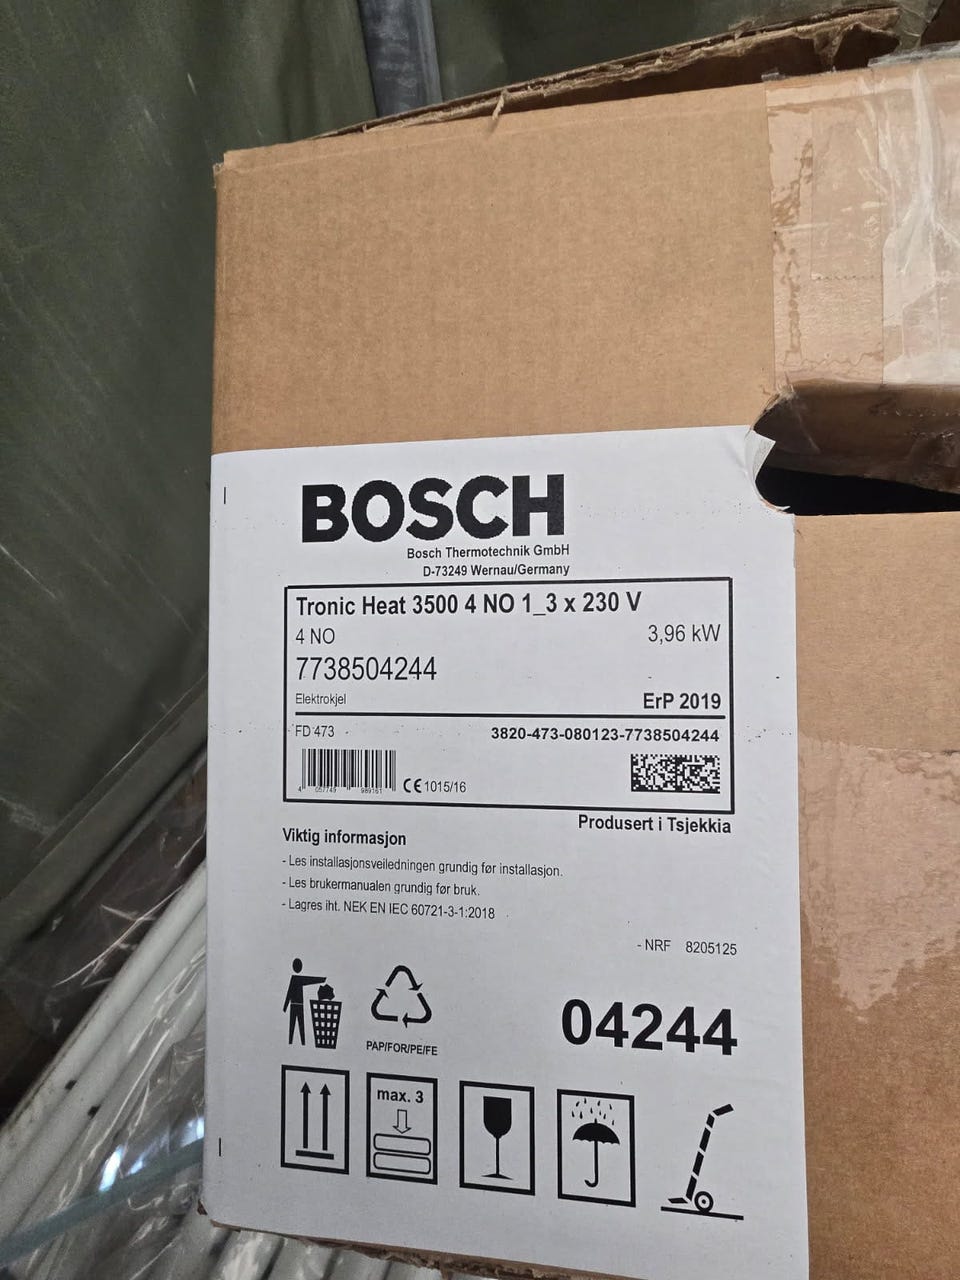 BOSCH
Bosch Thermotechnik GmbH
D-73249 Wernau/Germany
Tronic Heat 3500 4 NO 1_3 x 230 V
4 NO 3,96 kW
7738504244
Elektrokjel ErP 2019
FD 473 3820-473-080123-7738504244
4 057749 989161 CE 1015/16
Produsert i Tsjekkia
Viktig informasjon
- Les installasjonsveiledningen grundig før installasjon.
- Les brukermanualen grundig før bruk.
- Lagres iht. NEK EN IEC 60721-3-1:2018
- NRF 8205125
04244
PAP/FOR/PE/FE
max. 3